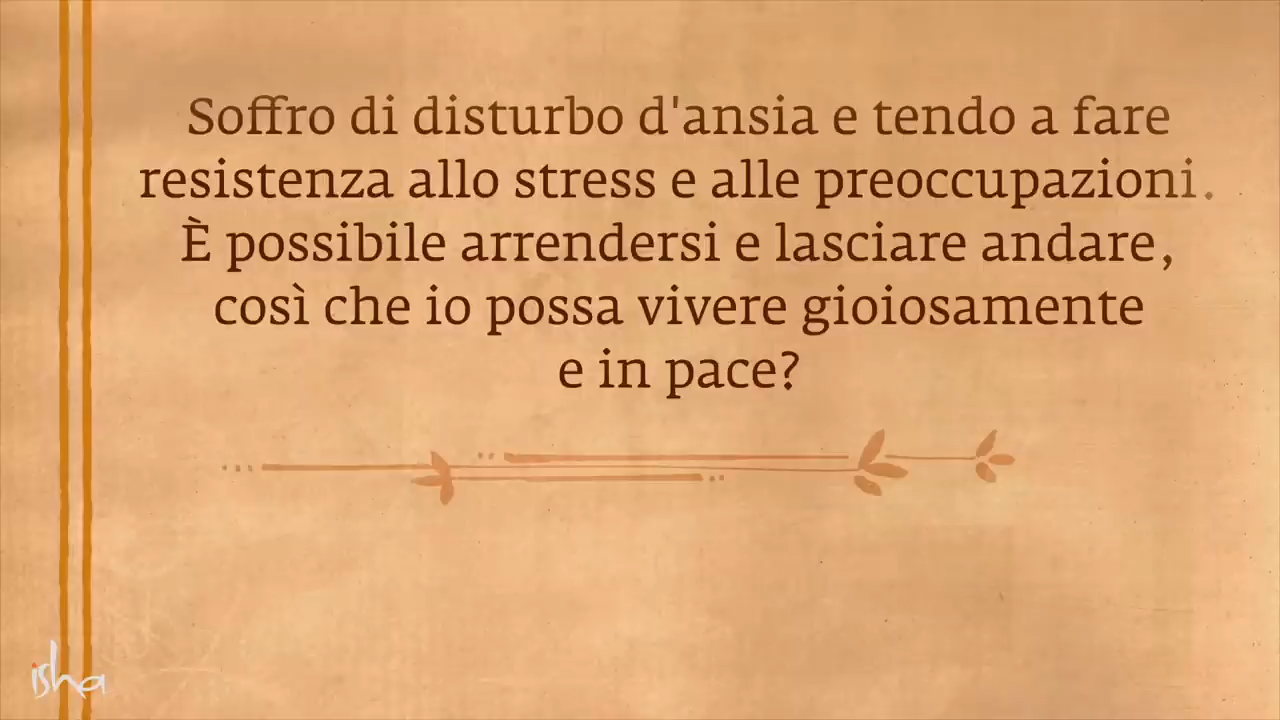 Soffro di disturbo d'ansia e tendo a fare
resistenza allo stress e alle preoccupazioni.
È possibile arrendersi e lasciare andare,
così che io possa vivere gioiosamente
e in pace?
isha